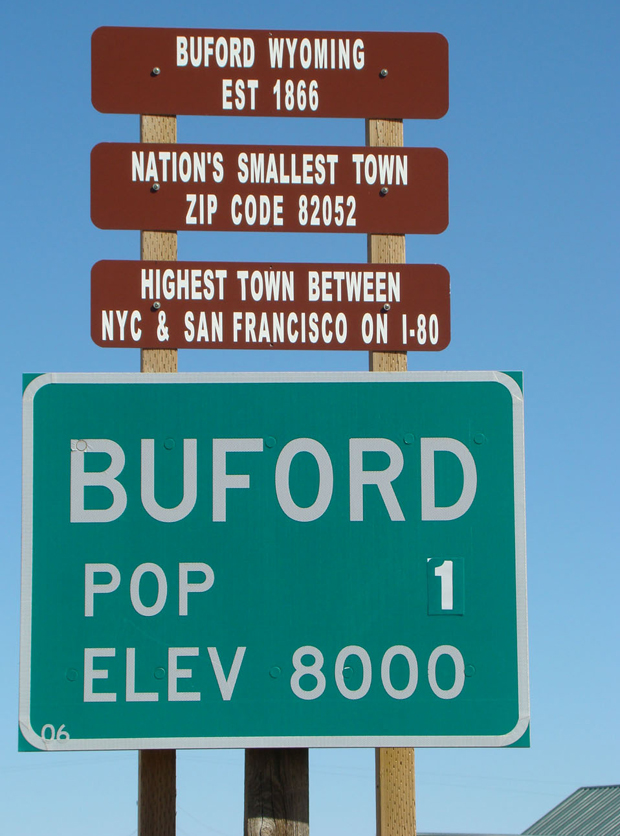 BUFORD WYOMING
EST 1866
NATION'S SMALLEST TOWN
ZIP CODE 82052
HIGHEST TOWN BETWEEN
NYC & SAN FRANCISCO ON I-80
BUFORD
POP 1
ELEV 8000
06